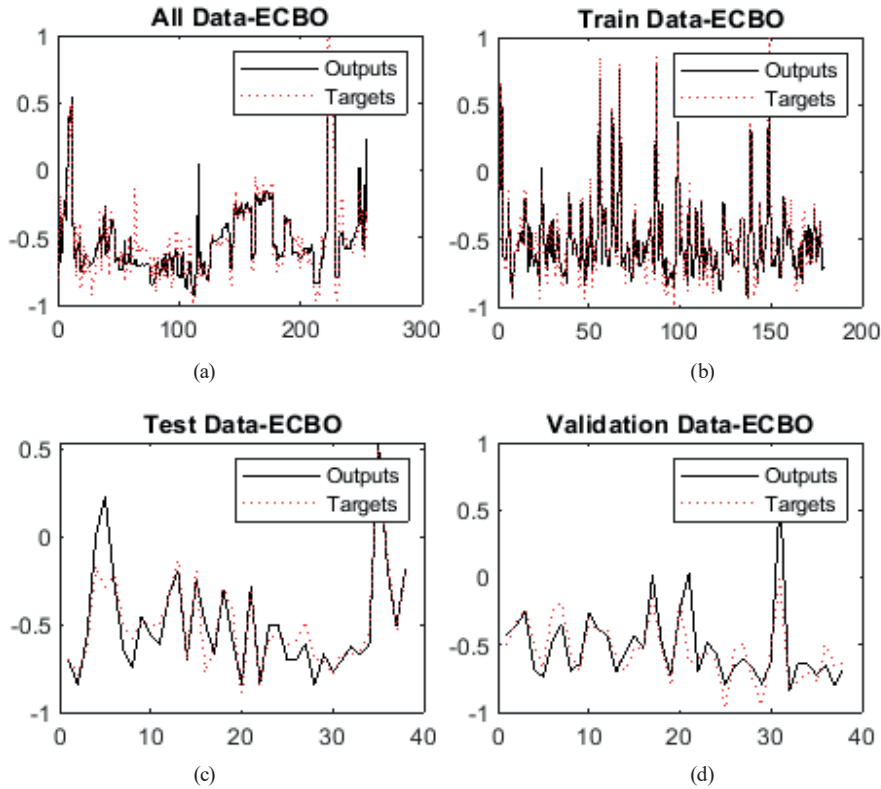 All Data-ECBO
1
0.5
0
-0.5
-1
0 100 200 300
Outputs
Targets
(a)
Train Data-ECBO
1
0.5
0
-0.5
-1
0 50 100 150 200
Outputs
Targets
(b)
Test Data-ECBO
0.5
0
-0.5
-1
0 10 20 30 40
Outputs
Targets
(c)
Validation Data-ECBO
1
0.5
0
-0.5
-1
0 10 20 30 40
Outputs
Targets
(d)